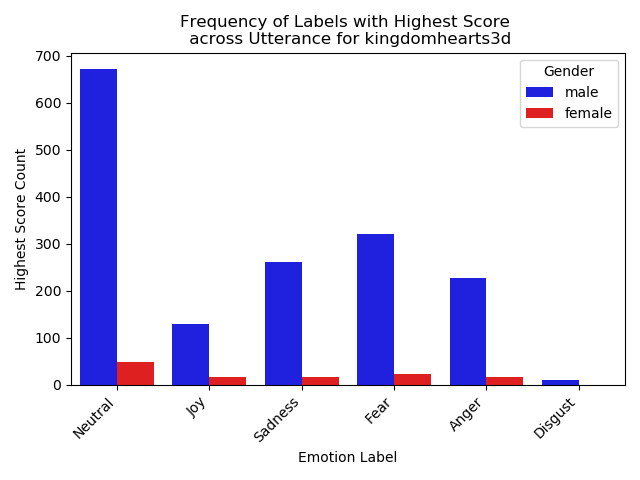 Frequency of Labels with Highest Score
across Utterance for kingdomhearts3d
Gender
male
female
Highest Score Count
700
600
500
400
300
200
100
0
Neutral
Joy
Sadness
Fear
Anger
Disgust
Emotion Label